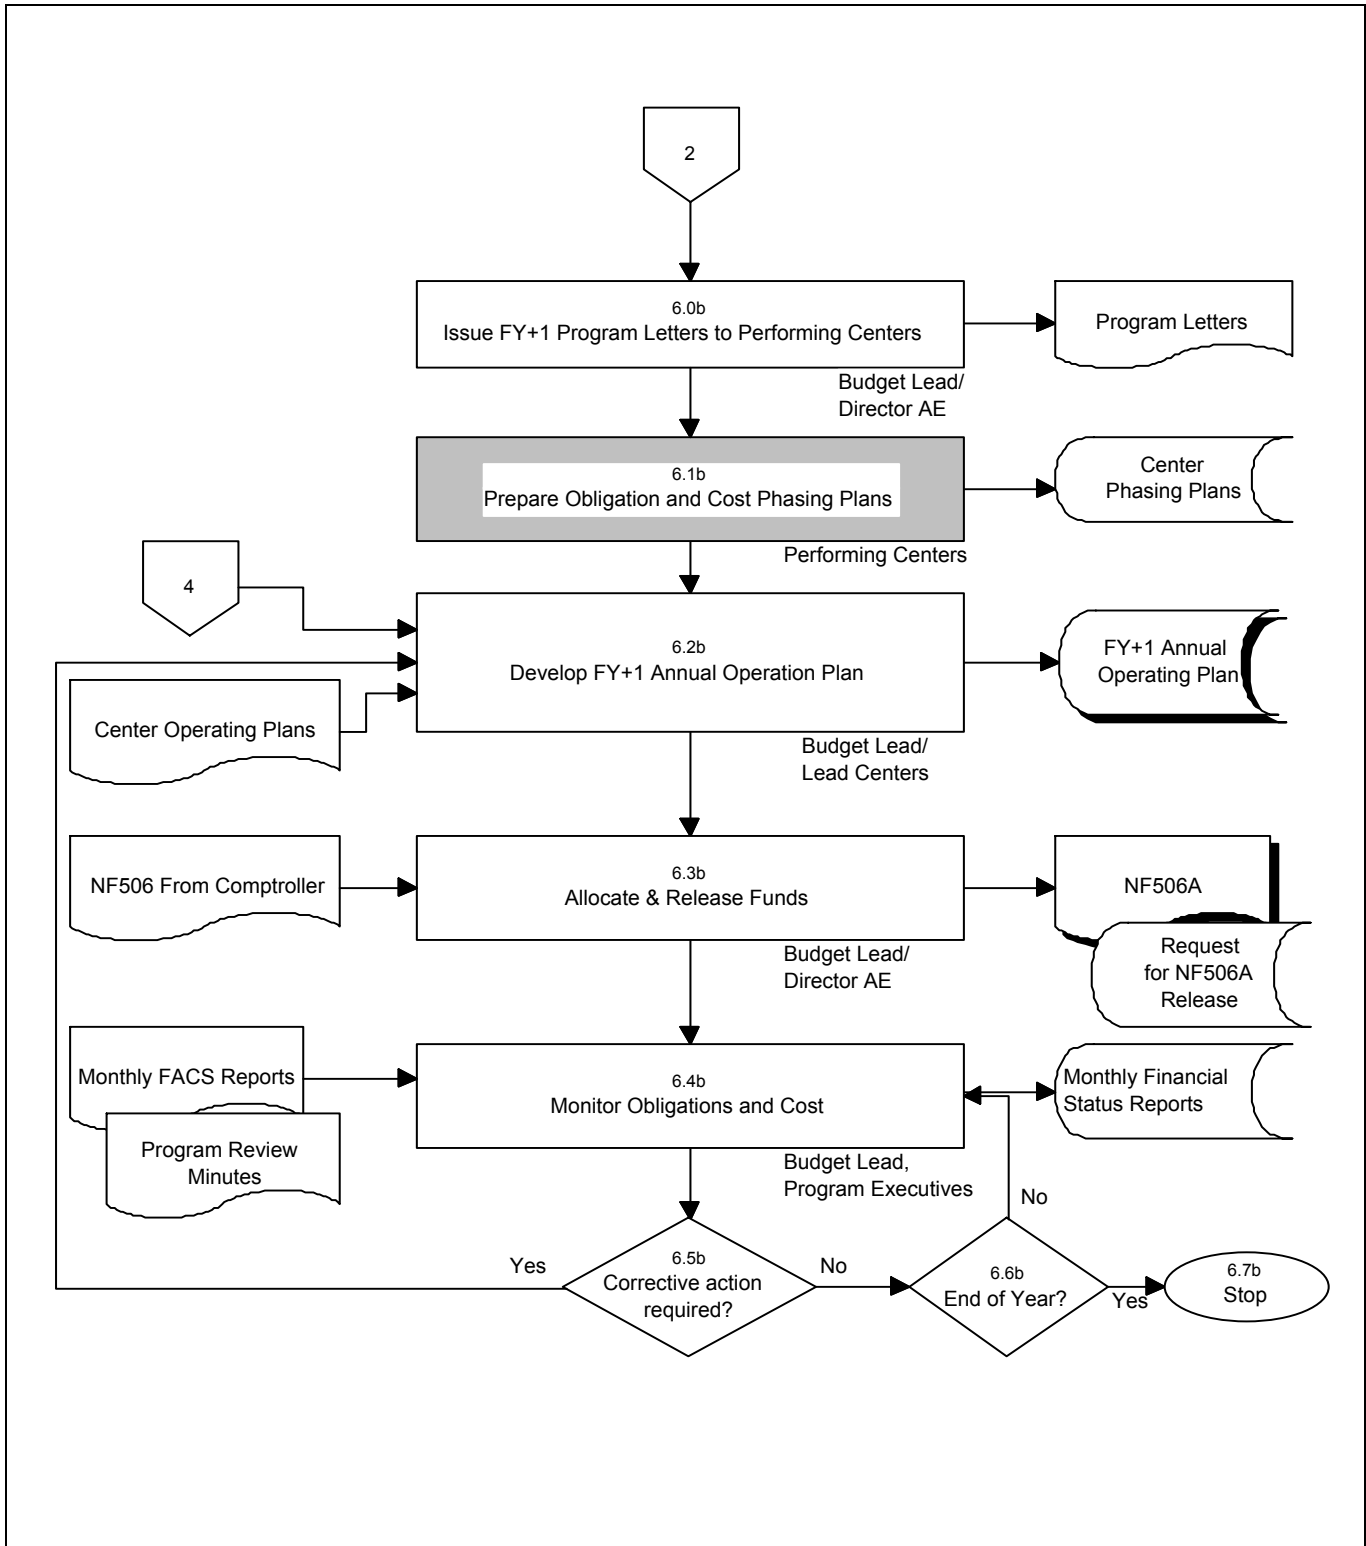 2
6.0b
Issue FY+1 Program Letters to Performing Centers
Program Letters
Budget Lead/
Director AE
6.1b
Prepare Obligation and Cost Phasing Plans
Center
Phasing Plans
Performing Centers
4
6.2b
Develop FY+1 Annual Operation Plan
FY+1 Annual
Operating Plan
Center Operating Plans
Budget Lead/
Lead Centers
NF506 From Comptroller
6.3b
Allocate & Release Funds
NF506A
Request
for NF506A
Release
Budget Lead/
Director AE
Monthly FACS Reports
Program Review
Minutes
6.4b
Monitor Obligations and Cost
Monthly Financial
Status Reports
Budget Lead,
Program Executives
No
Yes
6.5b
Corrective action
required?
No
6.6b
End of Year?
Yes
6.7b
Stop